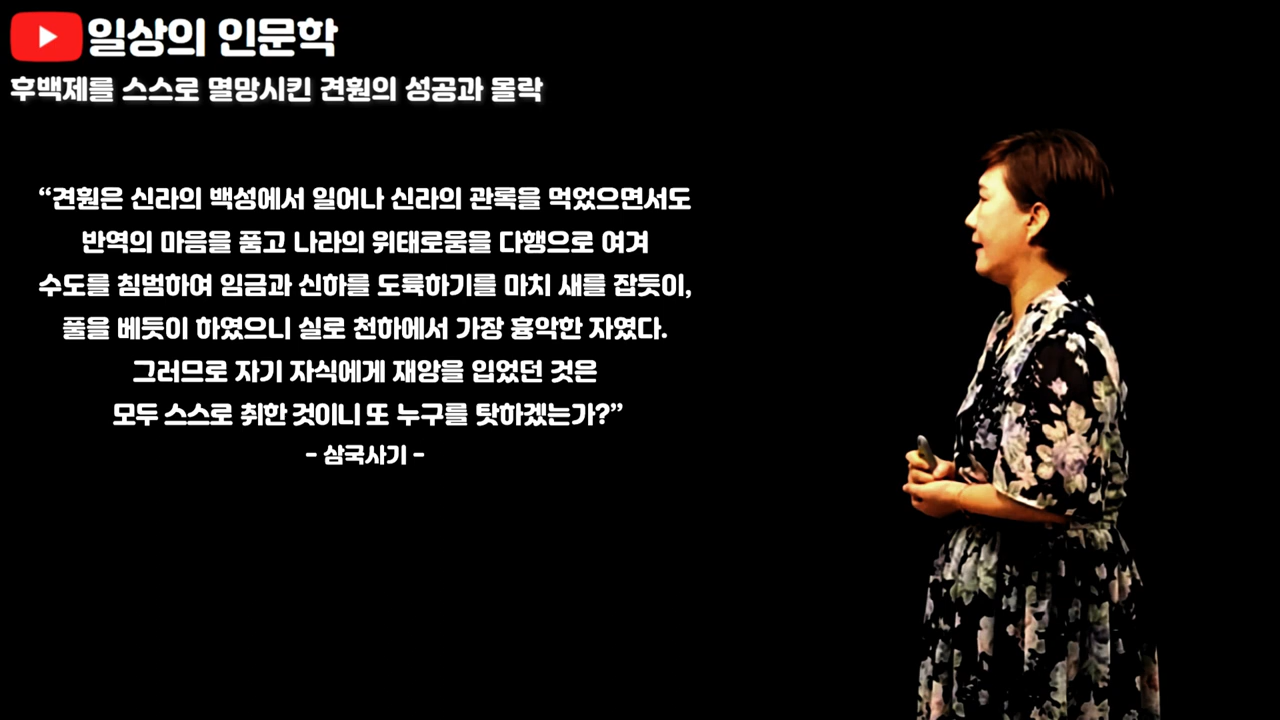 일상의 인문학
후백제를 스스로 멸망시킨 견훤의 성공과 몰락
“견훤은 신라의 백성에서 일어나 신라의 관록을 먹었으면서도
반역의 마음을 품고 나라의 위태로움을 다행으로 여겨
수도를 침범하여 임금과 신하를 도륙하기를 마치 새를 잡듯이,
풀을 베듯이 하였으니 실로 천하에서 가장 흉악한 자였다.
그러므로 자기 자식에게 재앙을 입었던 것은
모두 스스로 취한 것이니 또 누구를 탓하겠는가?”
- 삼국사기 -